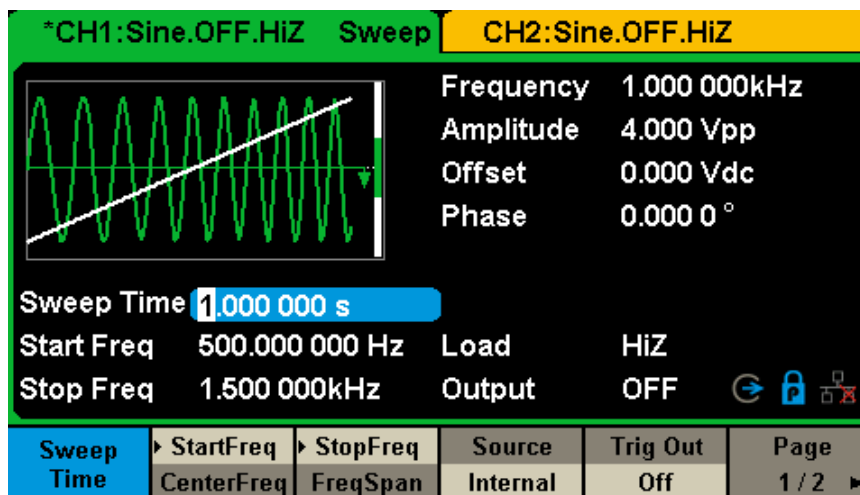 *CH1:Sine.OFF.HiZ Sweep CH2:Sine.OFF.HiZ
Frequency 1.000 000kHz
Amplitude 4.000 Vpp
Offset 0.000 Vdc
Phase 0.000 0 °
Sweep Time 1.000 000 s
Start Freq 500.000 000 Hz Load HiZ
Stop Freq 1.500 000kHz Output OFF P
Sweep Time StartFreq CenterFreq StopFreq FreqSpan Source Internal Trig Out Off Page 1/2